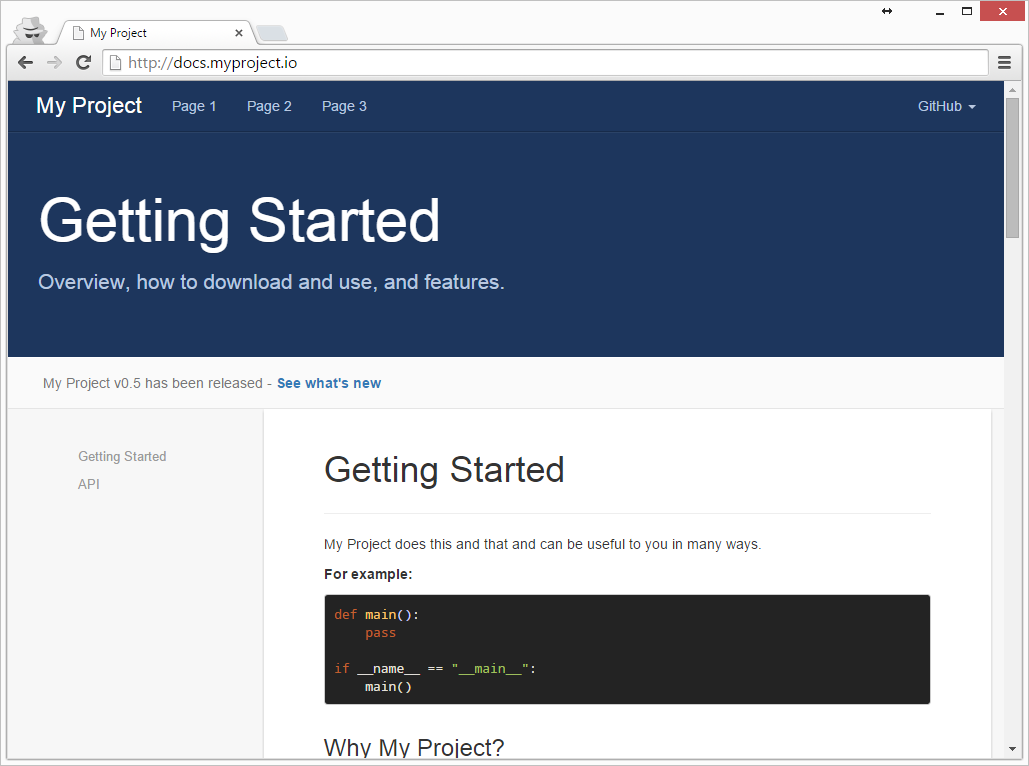 My Project
http://docs.myproject.io
My Project Page 1 Page 2 Page 3 GitHub
Getting Started
Overview, how to download and use, and features.
My Project v0.5 has been released - See what's new
Getting Started
API
Getting Started
My Project does this and that and can be useful to you in many ways.
For example:
def main():
    pass
if __name__ == "__main__":
    main()
Why My Project?